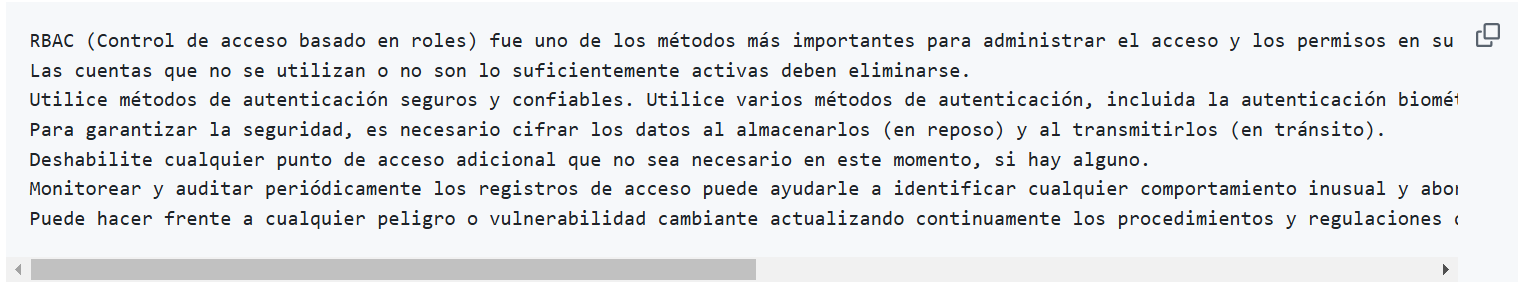 RBAC (Control de acceso basado en roles) fue uno de los métodos más importantes para administrar el acceso y los permisos en su
Las cuentas que no se utilizan o no son lo suficientemente activas deben eliminarse.
Utilice métodos de autenticación seguros y confiables. Utilice varios métodos de autenticación, incluida la autenticación
Para garantizar la seguridad, es necesario cifrar los datos al almacenarlos (en reposo) y al transmitirlos (en tránsito).
Deshabilite cualquier punto de acceso adicional que no sea necesario en este momento, si hay alguno.
Monitorear y auditar periódicamente los registros de acceso puede ayudarle a identificar cualquier comportamiento inusual y
Puede hacer frente a cualquier peligro o vulnerabilidad cambiante actualizando continuamente los procedimientos y regulaciones